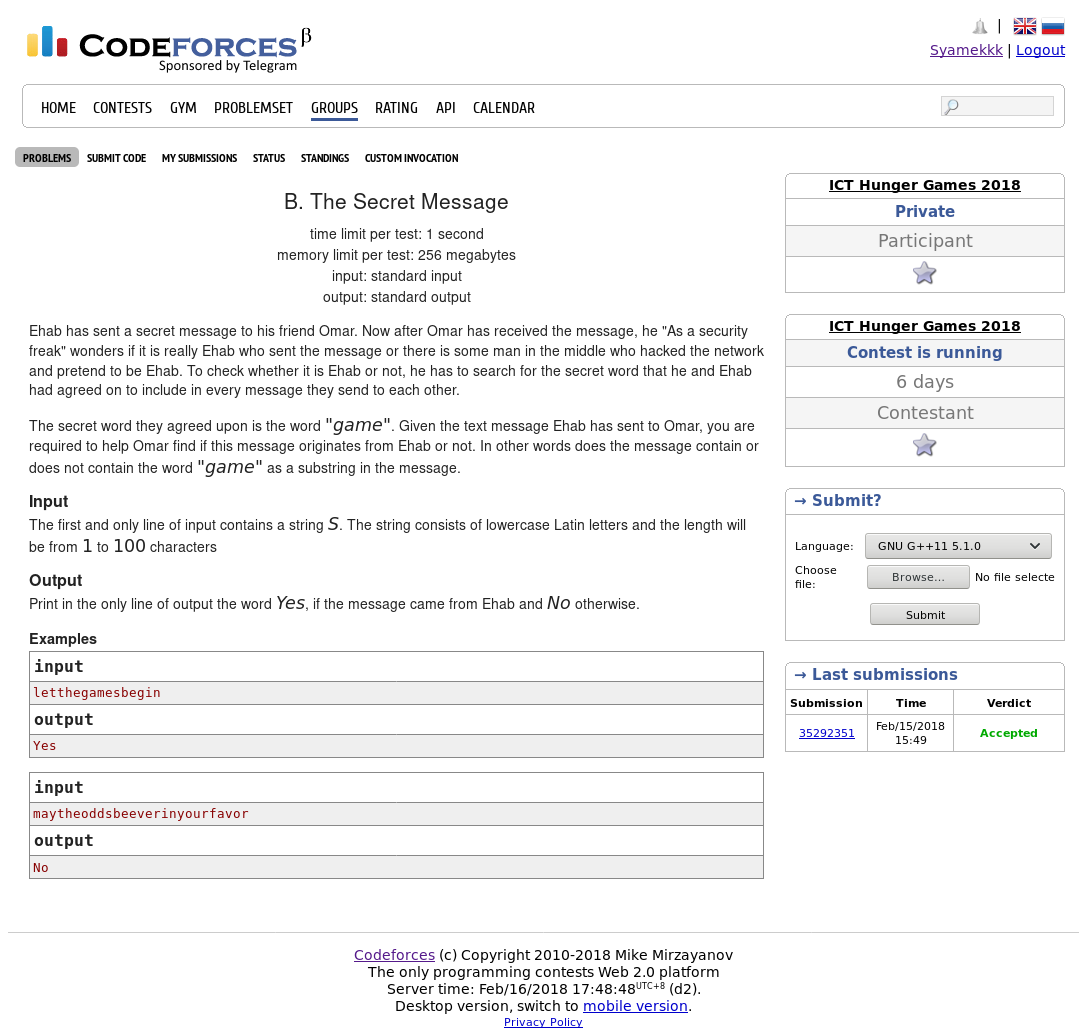 CODEFORCES β
Sponsored by Telegram
|
Syamekkk | Logout
HOME CONTESTS GYM PROBLEMSET GROUPS RATING API CALENDAR
PROBLEMS SUBMIT CODE MY SUBMISSIONS STATUS STANDINGS CUSTOM INVOCATION
B. The Secret Message
time limit per test: 1 second
memory limit per test: 256 megabytes
input: standard input
output: standard output
Ehab has sent a secret message to his friend Omar. Now after Omar has received the message, he "As a security
freak" wonders if it is really Ehab who sent the message or there is some man in the middle who hacked the network
and pretend to be Ehab. To check whether it is Ehab or not, he has to search for the secret word that he and Ehab
had agreed on to include in every message they send to each other.
The secret word they agreed upon is the word "game". Given the text message Ehab has sent to Omar, you are
required to help Omar find if this message originates from Ehab or not. In other words does the message contain or
does not contain the word "game" as a substring in the message.
Input
The first and only line of input contains a string S. The string consists of lowercase Latin letters and the length will
be from 1 to 100 characters
Output
Print in the only line of output the word Yes, if the message came from Ehab and No otherwise.
Examples
input
letthegamesbegin
output
Yes
input
maytheoddsbeeverinyourfavor
output
No
ICT Hunger Games 2018
Private
Participant
ICT Hunger Games 2018
Contest is running
6 days
Contestant
→ Submit?
Language: GNU G++11 5.1.0
Choose
file: Browse... No file selecte
Submit
→ Last submissions
Submission Time Verdict
35292351 Feb/15/2018
15:49 Accepted
Codeforces (c) Copyright 2010-2018 Mike Mirzayanov
The only programming contests Web 2.0 platform
Server time: Feb/16/2018 17:48:48 UTC+8 (d2).
Desktop version, switch to mobile version.
Privacy Policy